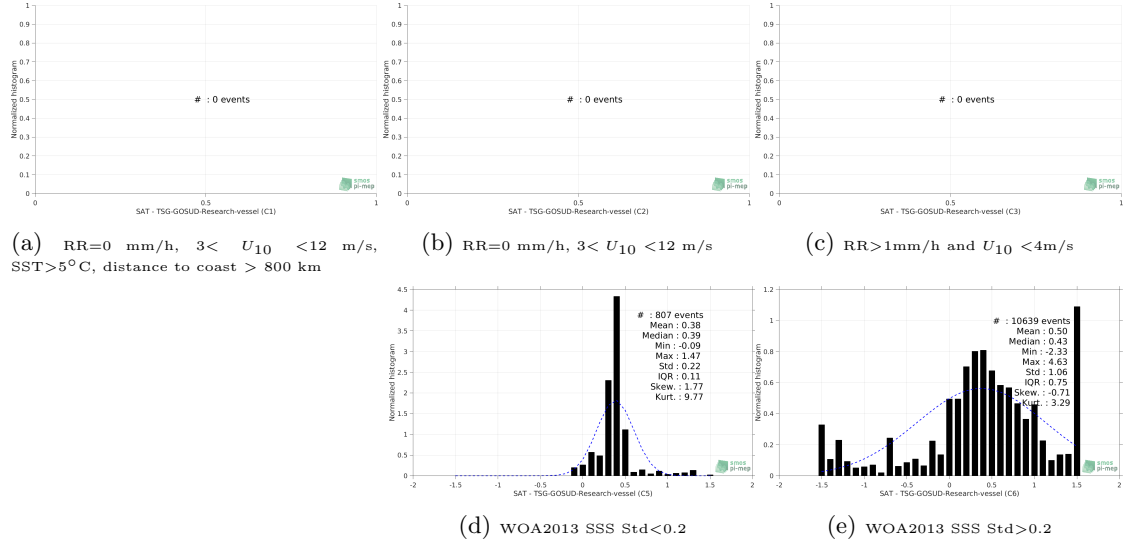 1
0.9
0.8
0.7
0.6
0.5
0.4
0.3
0.2
0.1
0
Normalized histogram
# : 0 events
smos
pi-mep
0 0.5 1
SAT - TSG-GOSUD-Research-vessel (C1)
1
0.9
0.8
0.7
0.6
0.5
0.4
0.3
0.2
0.1
0
Normalized histogram
# : 0 events
smos
pi-mep
0 0.5 1
SAT - TSG-GOSUD-Research-vessel (C2)
1
0.9
0.8
0.7
0.6
0.5
0.4
0.3
0.2
0.1
0
Normalized histogram
# : 0 events
smos
pi-mep
0 0.5 1
SAT - TSG-GOSUD-Research-vessel (C3)
(a) RR=0 mm/h, 3< U10 <12 m/s,
SST>5°C, distance to coast > 800 km
(b) RR=0 mm/h, 3< U10 <12 m/s
(c) RR>1mm/h and U10 <4m/s
4.5
4
3.5
3
2.5
2
1.5
1
0.5
0
Normalized histogram
# : 807 events
Mean : 0.38
Median : 0.39
Min : -0.09
Max : 1.47
Std : 0.22
IQR : 0.11
Skew. : 1.77
Kurt. : 9.77
smos
pi-mep
-2 -1.5 -1 -0.5 0 0.5 1 1.5 2
SAT - TSG-GOSUD-Research-vessel (C5)
1.2
1
0.8
0.6
0.4
0.2
0
Normalized histogram
# : 10639 events
Mean : 0.50
Median : 0.43
Min : -2.33
Max : 4.63
Std : 1.06
IQR : 0.75
Skew. : -0.71
Kurt. : 3.29
smos
pi-mep
-2 -1.5 -1 -0.5 0 0.5 1 1.5 2
SAT - TSG-GOSUD-Research-vessel (C6)
(d) WOA2013 SSS Std<0.2
(e) WOA2013 SSS Std>0.2